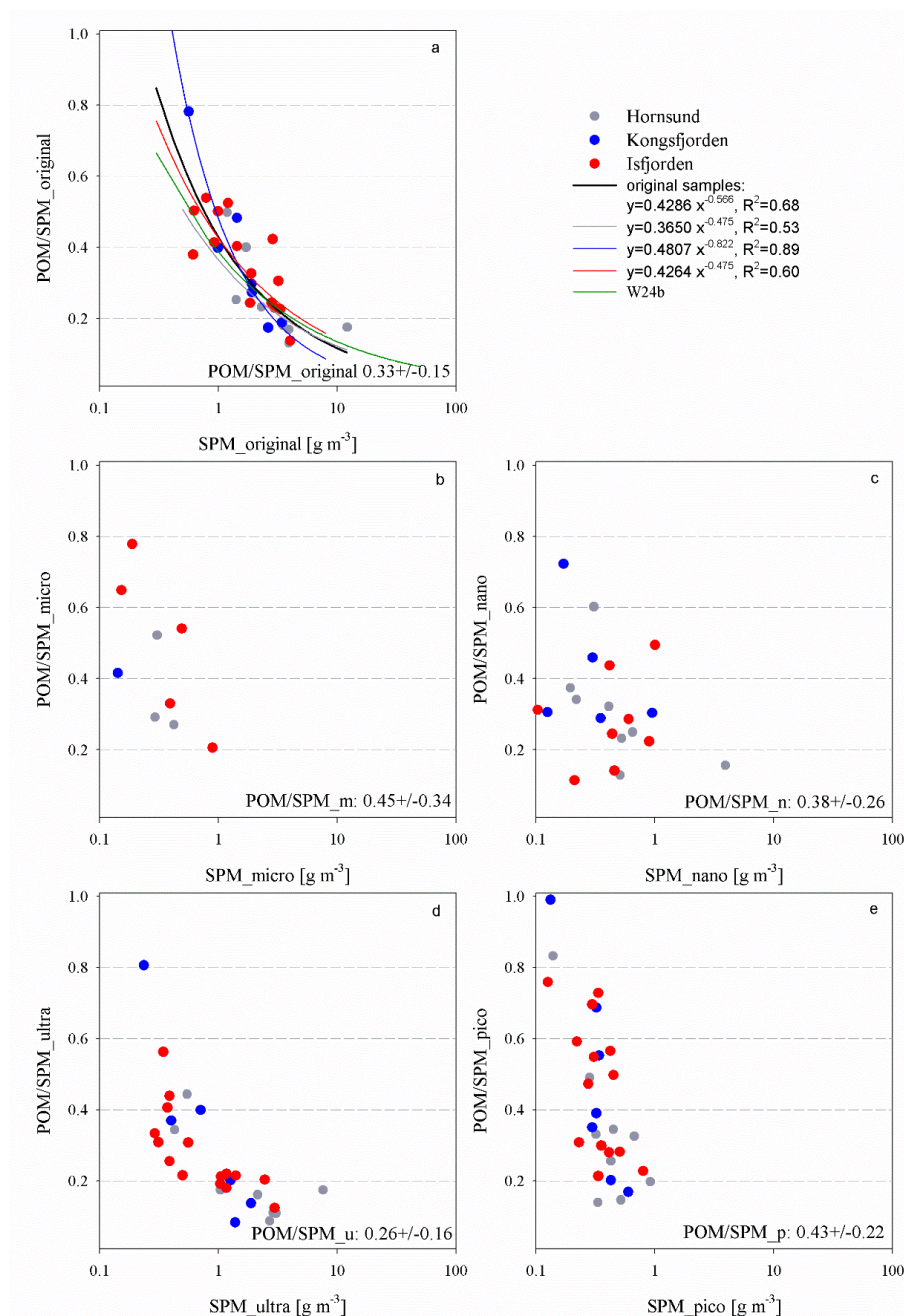 1.0
a
0.8
0.6
0.4
0.2
POM/SPM_original
POM/SPM_original 0.33+/-0.15
0.1 1 10 100
SPM_original [g m⁻³]
Hornsund
Kongsfjorden
Isfjorden
original samples:
y=0.4286 x⁻⁰·⁵⁶⁶, R²=0.68
y=0.3650 x⁻⁰·⁴⁷⁵, R²=0.53
y=0.4807 x⁻⁰·⁸²², R²=0.89
y=0.4264 x⁻⁰·⁴⁷⁵, R²=0.60
W24b
1.0
b
0.8
0.6
0.4
0.2
POM/SPM_micro
POM/SPM_m: 0.45+/-0.34
0.1 1 10 100
SPM_micro [g m⁻³]
1.0
c
0.8
0.6
0.4
0.2
POM/SPM_nano
POM/SPM_n: 0.38+/-0.26
0.1 1 10 100
SPM_nano [g m⁻³]
1.0
d
0.8
0.6
0.4
0.2
POM/SPM_ultra
POM/SPM_u: 0.26+/-0.16
0.1 1 10 100
SPM_ultra [g m⁻³]
1.0
e
0.8
0.6
0.4
0.2
POM/SPM_pico
POM/SPM_p: 0.43+/-0.22
0.1 1 10 100
SPM_pico [g m⁻³]